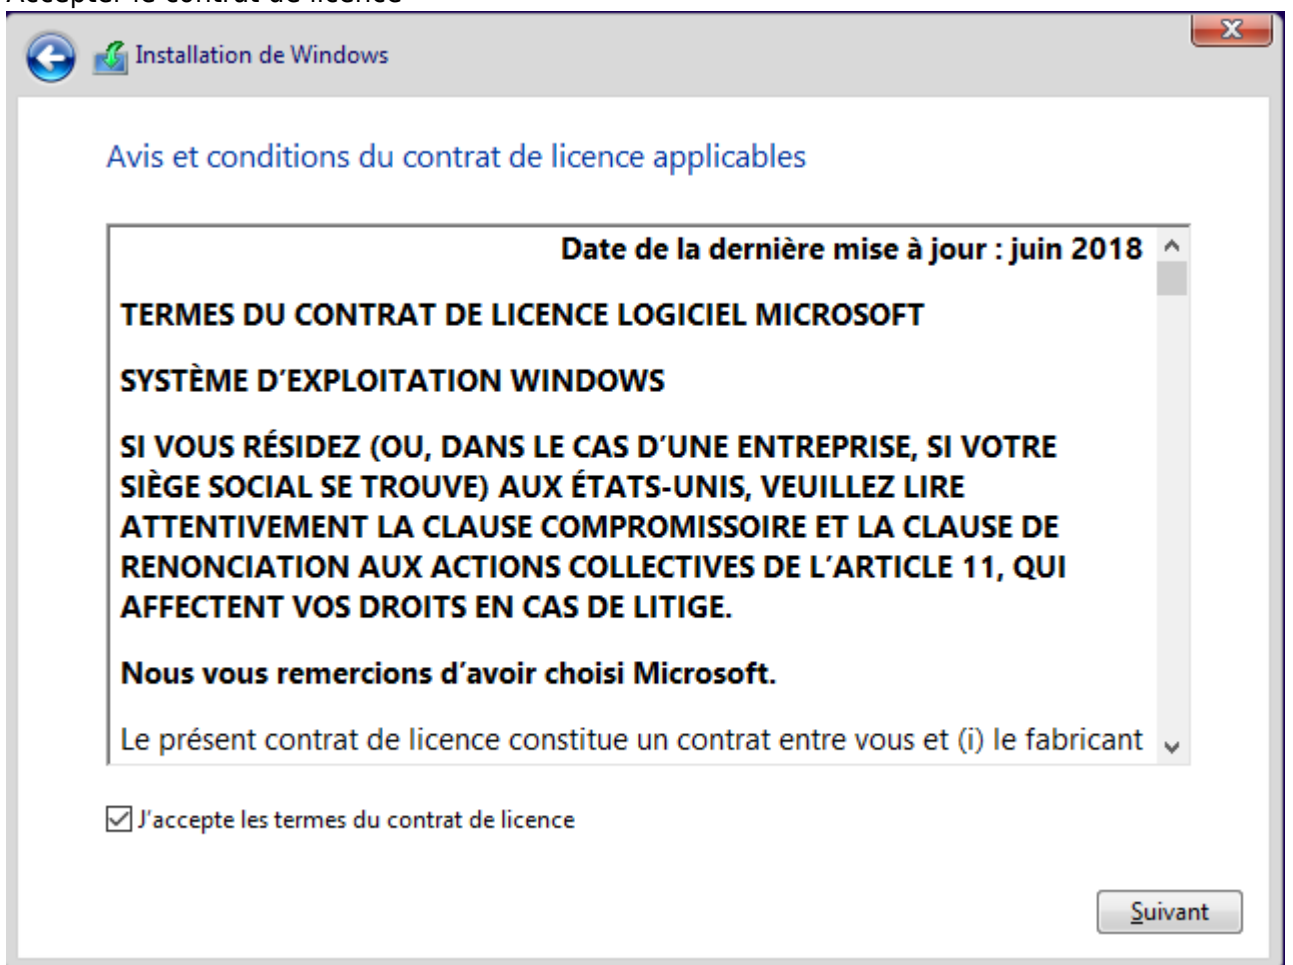 Accepter le contrat de licence
Installation de Windows
Avis et conditions du contrat de licence applicables
Date de la dernière mise à jour : juin 2018
TERMES DU CONTRAT DE LICENCE LOGICIEL MICROSOFT
SYSTÈME D’EXPLOITATION WINDOWS
SI VOUS RÉSIDEZ (OU, DANS LE CAS D’UNE ENTREPRISE, SI VOTRE
SIÈGE SOCIAL SE TROUVE) AUX ÉTATS-UNIS, VEUILLEZ LIRE
ATTENTIVEMENT LA CLAUSE COMPROMISSOIRE ET LA CLAUSE DE
RENONCIATION AUX ACTIONS COLLECTIVES DE L’ARTICLE 11, QUI
AFFECTENT VOS DROITS EN CAS DE LITIGE.
Nous vous remercions d’avoir choisi Microsoft.
Le présent contrat de licence constitue un contrat entre vous et (i) le fabricant
J'accepte les termes du contrat de licence
Suivant